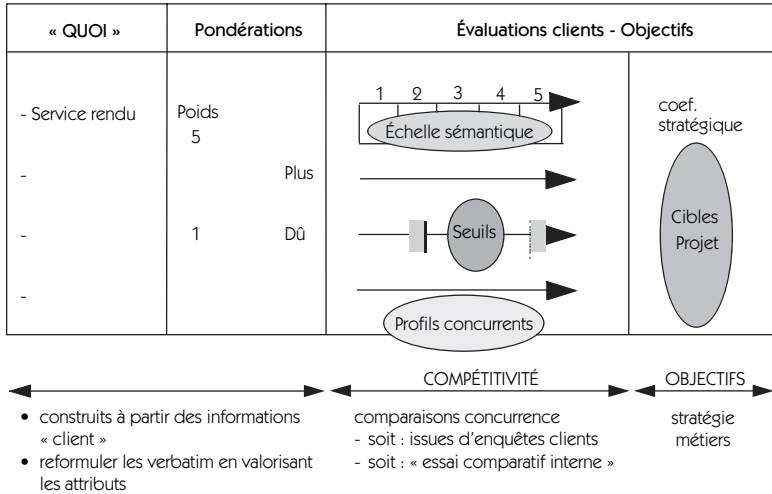 « QUOI »
Pondérations
Évaluations clients - Objectifs
- Service rendu
-
-
-
Poids
5
Plus
1
Dû
1 2 3 4 5
Échelle sémantique
Seuils
Profils concurrents
coef.
stratégique
Cibles
Projet
COMPÉTITIVITÉ
OBJECTIFS
• construits à partir des informations
« client »
• reformuler les verbatim en valorisant
les attributs
comparaisons concurrence
- soit : issues d'enquêtes clients
- soit : « essai comparatif interne »
stratégie
métiers